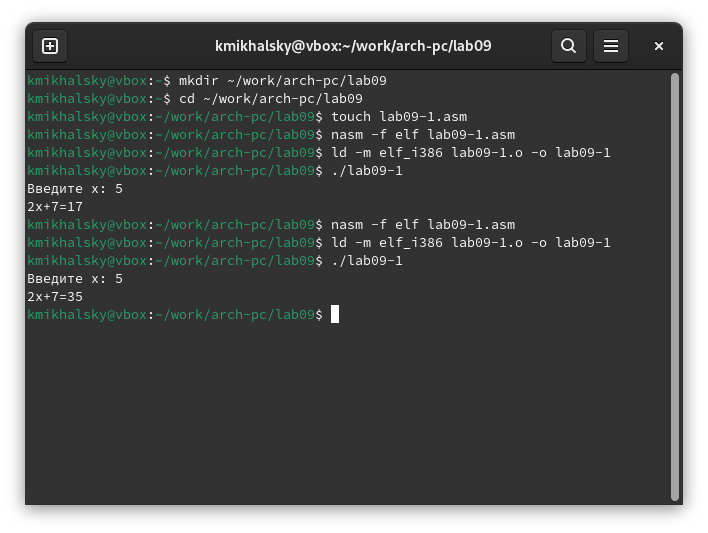 kmikhalsky@vbox:~/work/arch-pc/lab09
kmikhalsky@vbox:~$ mkdir ~/work/arch-pc/lab09
kmikhalsky@vbox:~$ cd ~/work/arch-pc/lab09
kmikhalsky@vbox:~/work/arch-pc/lab09$ touch lab09-1.asm
kmikhalsky@vbox:~/work/arch-pc/lab09$ nasm -f elf lab09-1.asm
kmikhalsky@vbox:~/work/arch-pc/lab09$ ld -m elf_i386 lab09-1.o -o lab09-1
kmikhalsky@vbox:~/work/arch-pc/lab09$ ./lab09-1
Введите x: 5
2x+7=17
kmikhalsky@vbox:~/work/arch-pc/lab09$ nasm -f elf lab09-1.asm
kmikhalsky@vbox:~/work/arch-pc/lab09$ ld -m elf_i386 lab09-1.o -o lab09-1
kmikhalsky@vbox:~/work/arch-pc/lab09$ ./lab09-1
Введите x: 5
2x+7=35
kmikhalsky@vbox:~/work/arch-pc/lab09$